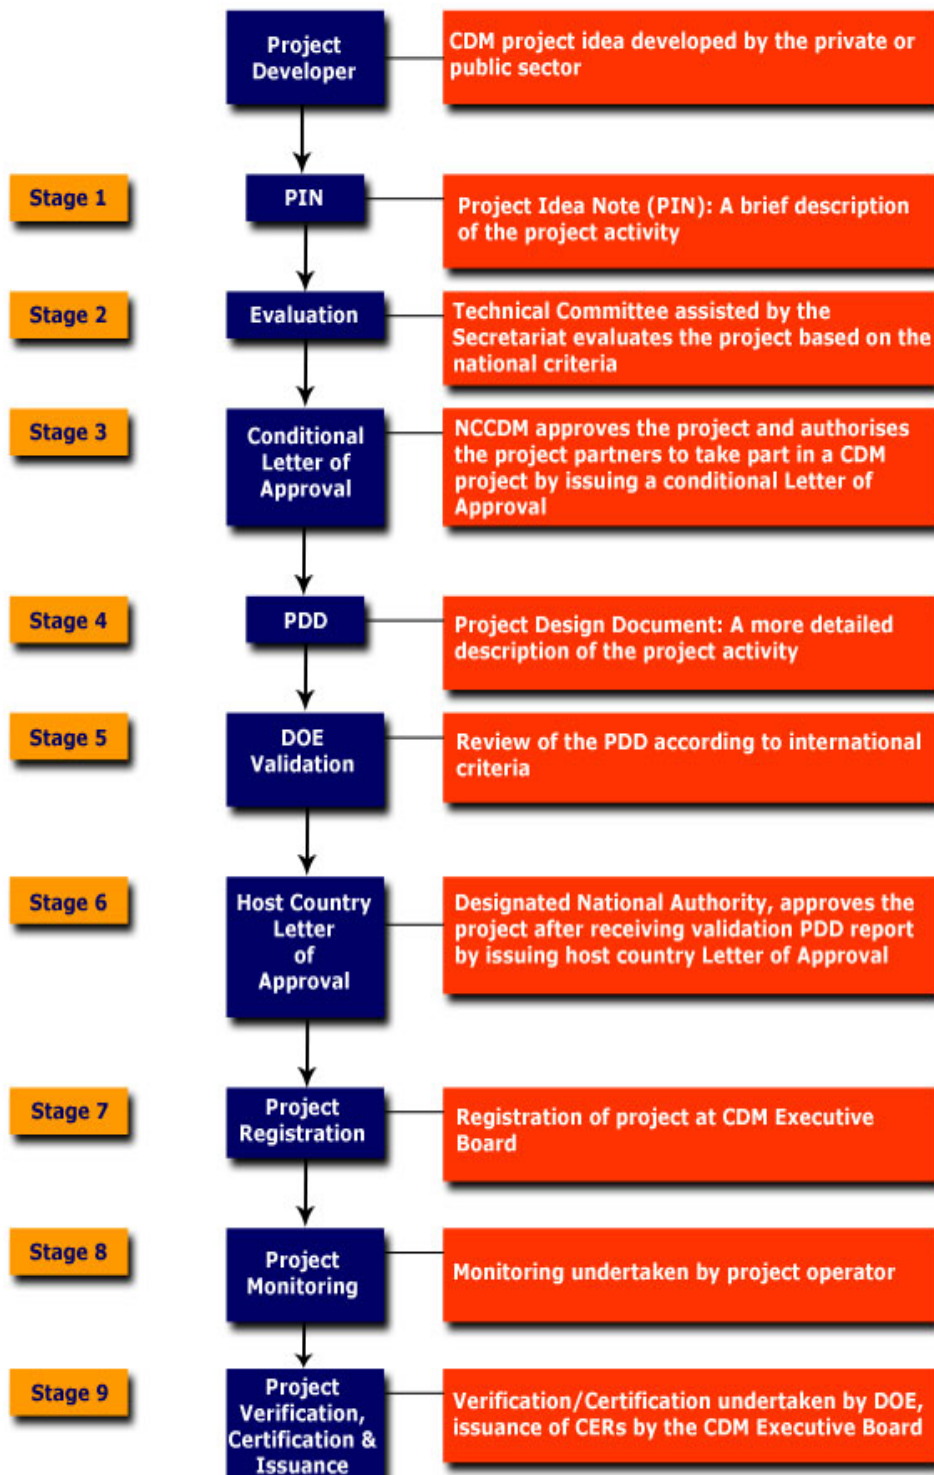 Project
Developer
CDM project idea developed by the private or
public sector
Stage 1
PIN
Project Idea Note (PIN): A brief description
of the project activity
Stage 2
Evaluation
Technical Committee assisted by the
Secretariat evaluates the project based on the
national criteria
Stage 3
Conditional
Letter of
Approval
NCCDM approves the project and authorises
the project partners to take part in a CDM
project by issuing a conditional Letter of
Approval
Stage 4
PDD
Project Design Document: A more detailed
description of the project activity
Stage 5
DOE
Validation
Review of the PDD according to international
criteria
Stage 6
Host Country
Letter
of
Approval
Designated National Authority, approves the
project after receiving validation PDD report
by issuing host country Letter of Approval
Stage 7
Project
Registration
Registration of project at CDM Executive
Board
Stage 8
Project
Monitoring
Monitoring undertaken by project operator
Stage 9
Project
Verification,
Certification &
Issuance
Verification/Certification undertaken by DOE,
issuance of CERs by the CDM Executive Board